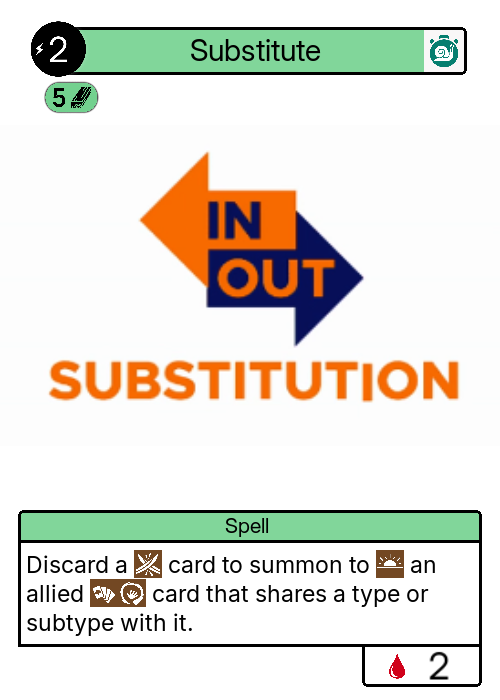 2
Substitute
5
IN
OUT
SUBSTITUTION
Spell
Discard a card to summon to an
allied card that shares a type or
subtype with it.
2